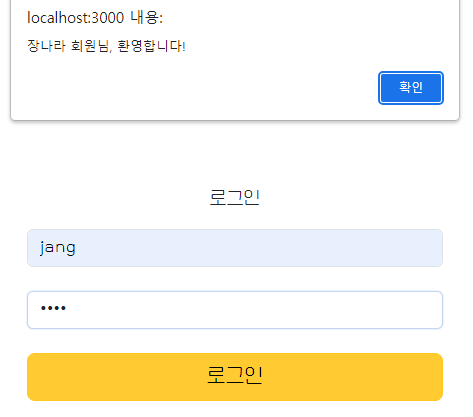 localhost:3000 내용:
장나라 회원님, 환영합니다!
확인
로그인
jang
••••
로그인